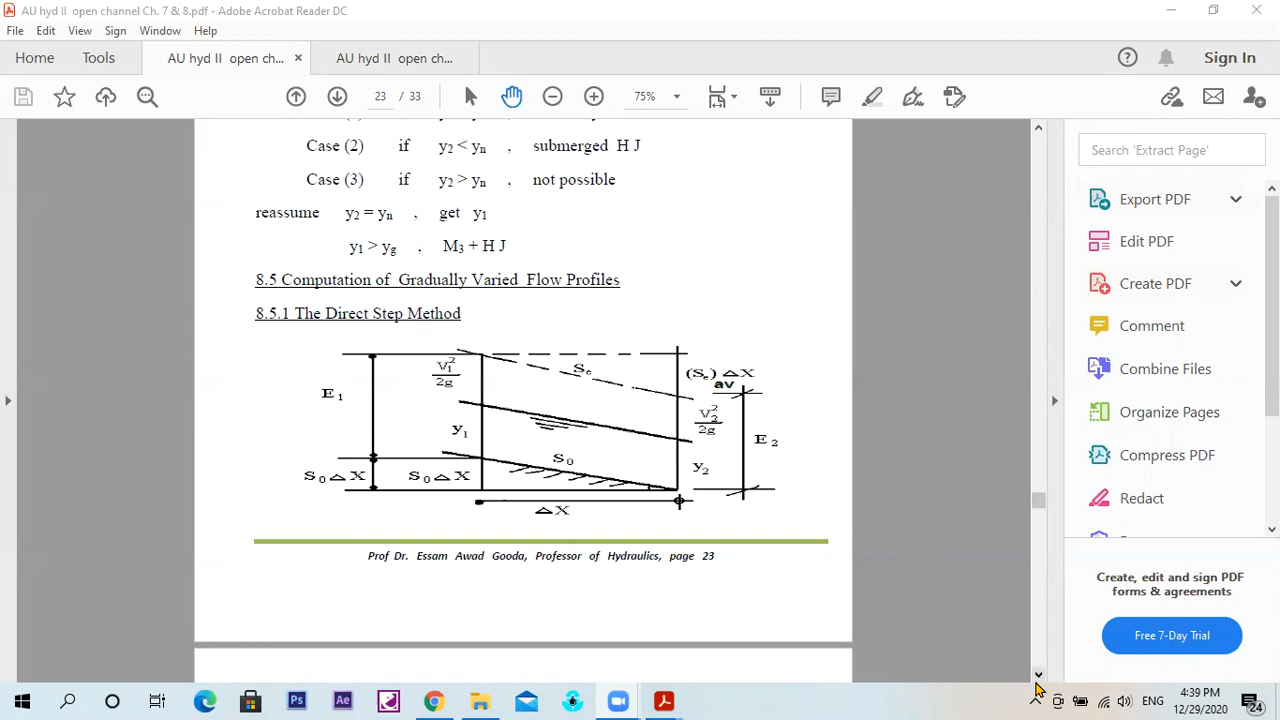 AU hyd II  open channel Ch. 7 & 8.pdf - Adobe Acrobat Reader DC
File Edit View Sign Window Help
Home Tools AU hyd II open ch... × AU hyd II open ch... Sign In
23 / 33 75% Search 'Extract Page'
Case (2) if y₂ < yₙ , submerged H J
Case (3) if y₂ > yₙ , not possible
reassume y₂ = yₙ , get y₁
y₁ > yg , M₃ + H J
8.5 Computation of Gradually Varied Flow Profiles
8.5.1 The Direct Step Method
V₁²/2g Se (Se) ΔX
av
E₁
V₂²/2g
y₁ E₂
S₀ y₂
S₀ΔX S₀ΔX
ΔX
Prof Dr. Essam Awad Gooda, Professor of Hydraulics, page 23
Export PDF
Edit PDF
Create PDF
Comment
Combine Files
Organize Pages
Compress PDF
Redact
Create, edit and sign PDF
forms & agreements
Free 7-Day Trial
Ps Ae ENG 4:39 PM
12/29/2020 24